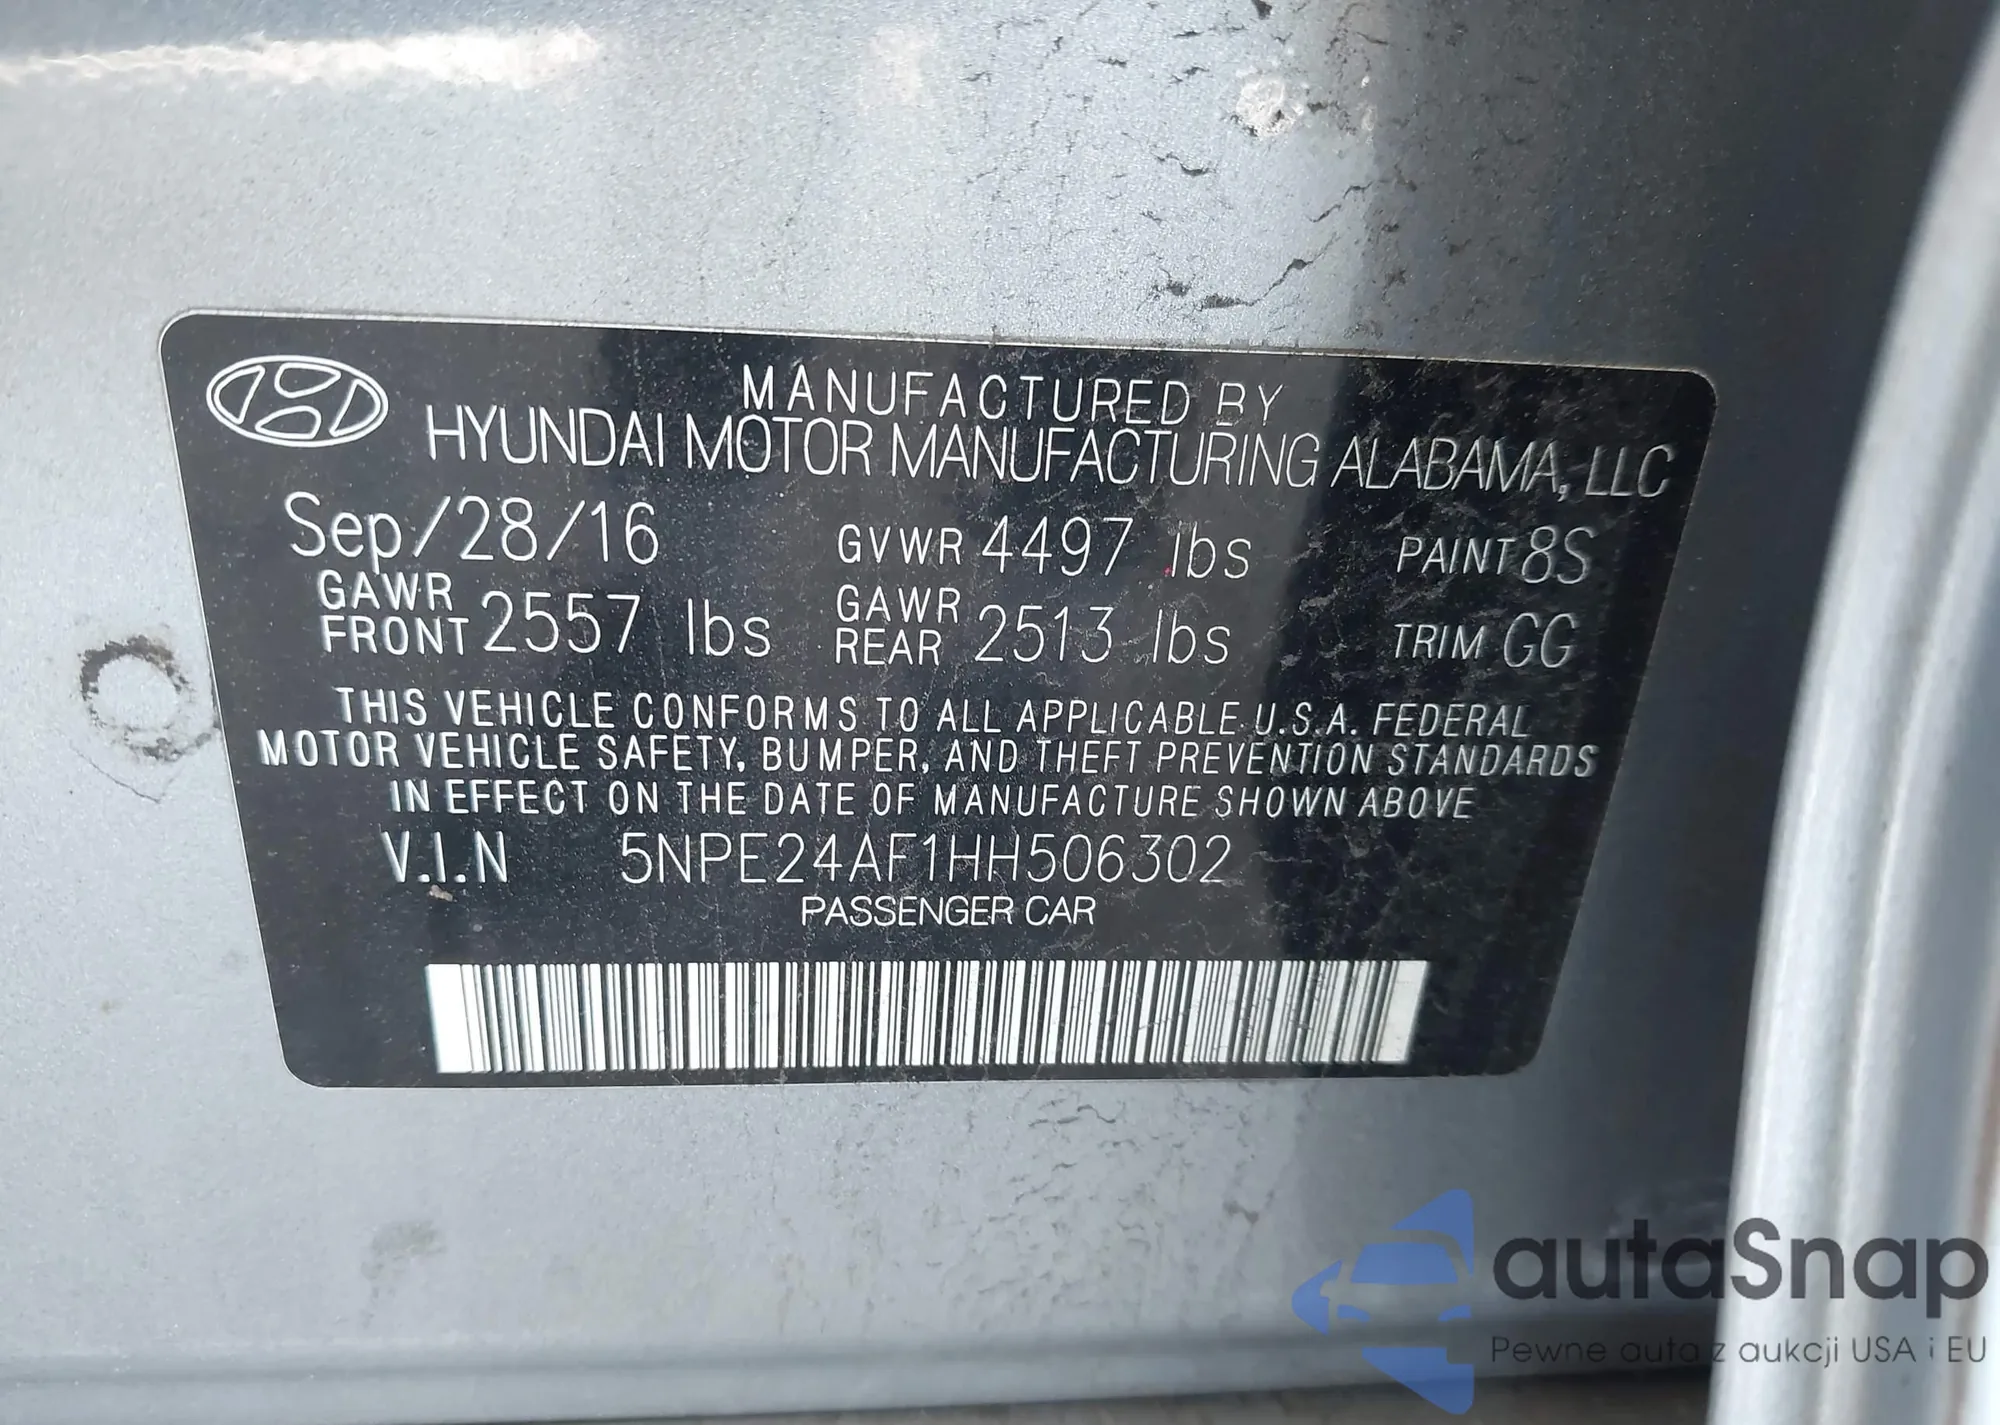 MANUFACTURED BY
HYUNDAI MOTOR MANUFACTURING ALABAMA, LLC
Sep/28/16 GVWR 4497 lbs PAINT 8S
GAWR FRONT 2557 lbs GAWR REAR 2513 lbs TRIM GG
THIS VEHICLE CONFORMS TO ALL APPLICABLE U.S.A. FEDERAL
MOTOR VEHICLE SAFETY, BUMPER, AND THEFT PREVENTION STANDARDS
IN EFFECT ON THE DATE OF MANUFACTURE SHOWN ABOVE
V.I.N 5NPE24AF1HH506302
PASSENGER CAR
autaSnap
Pewne auta z aukcji USA i EU